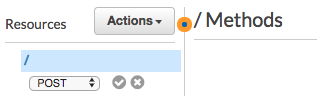 Resources
Actions
/ Methods
/
POST